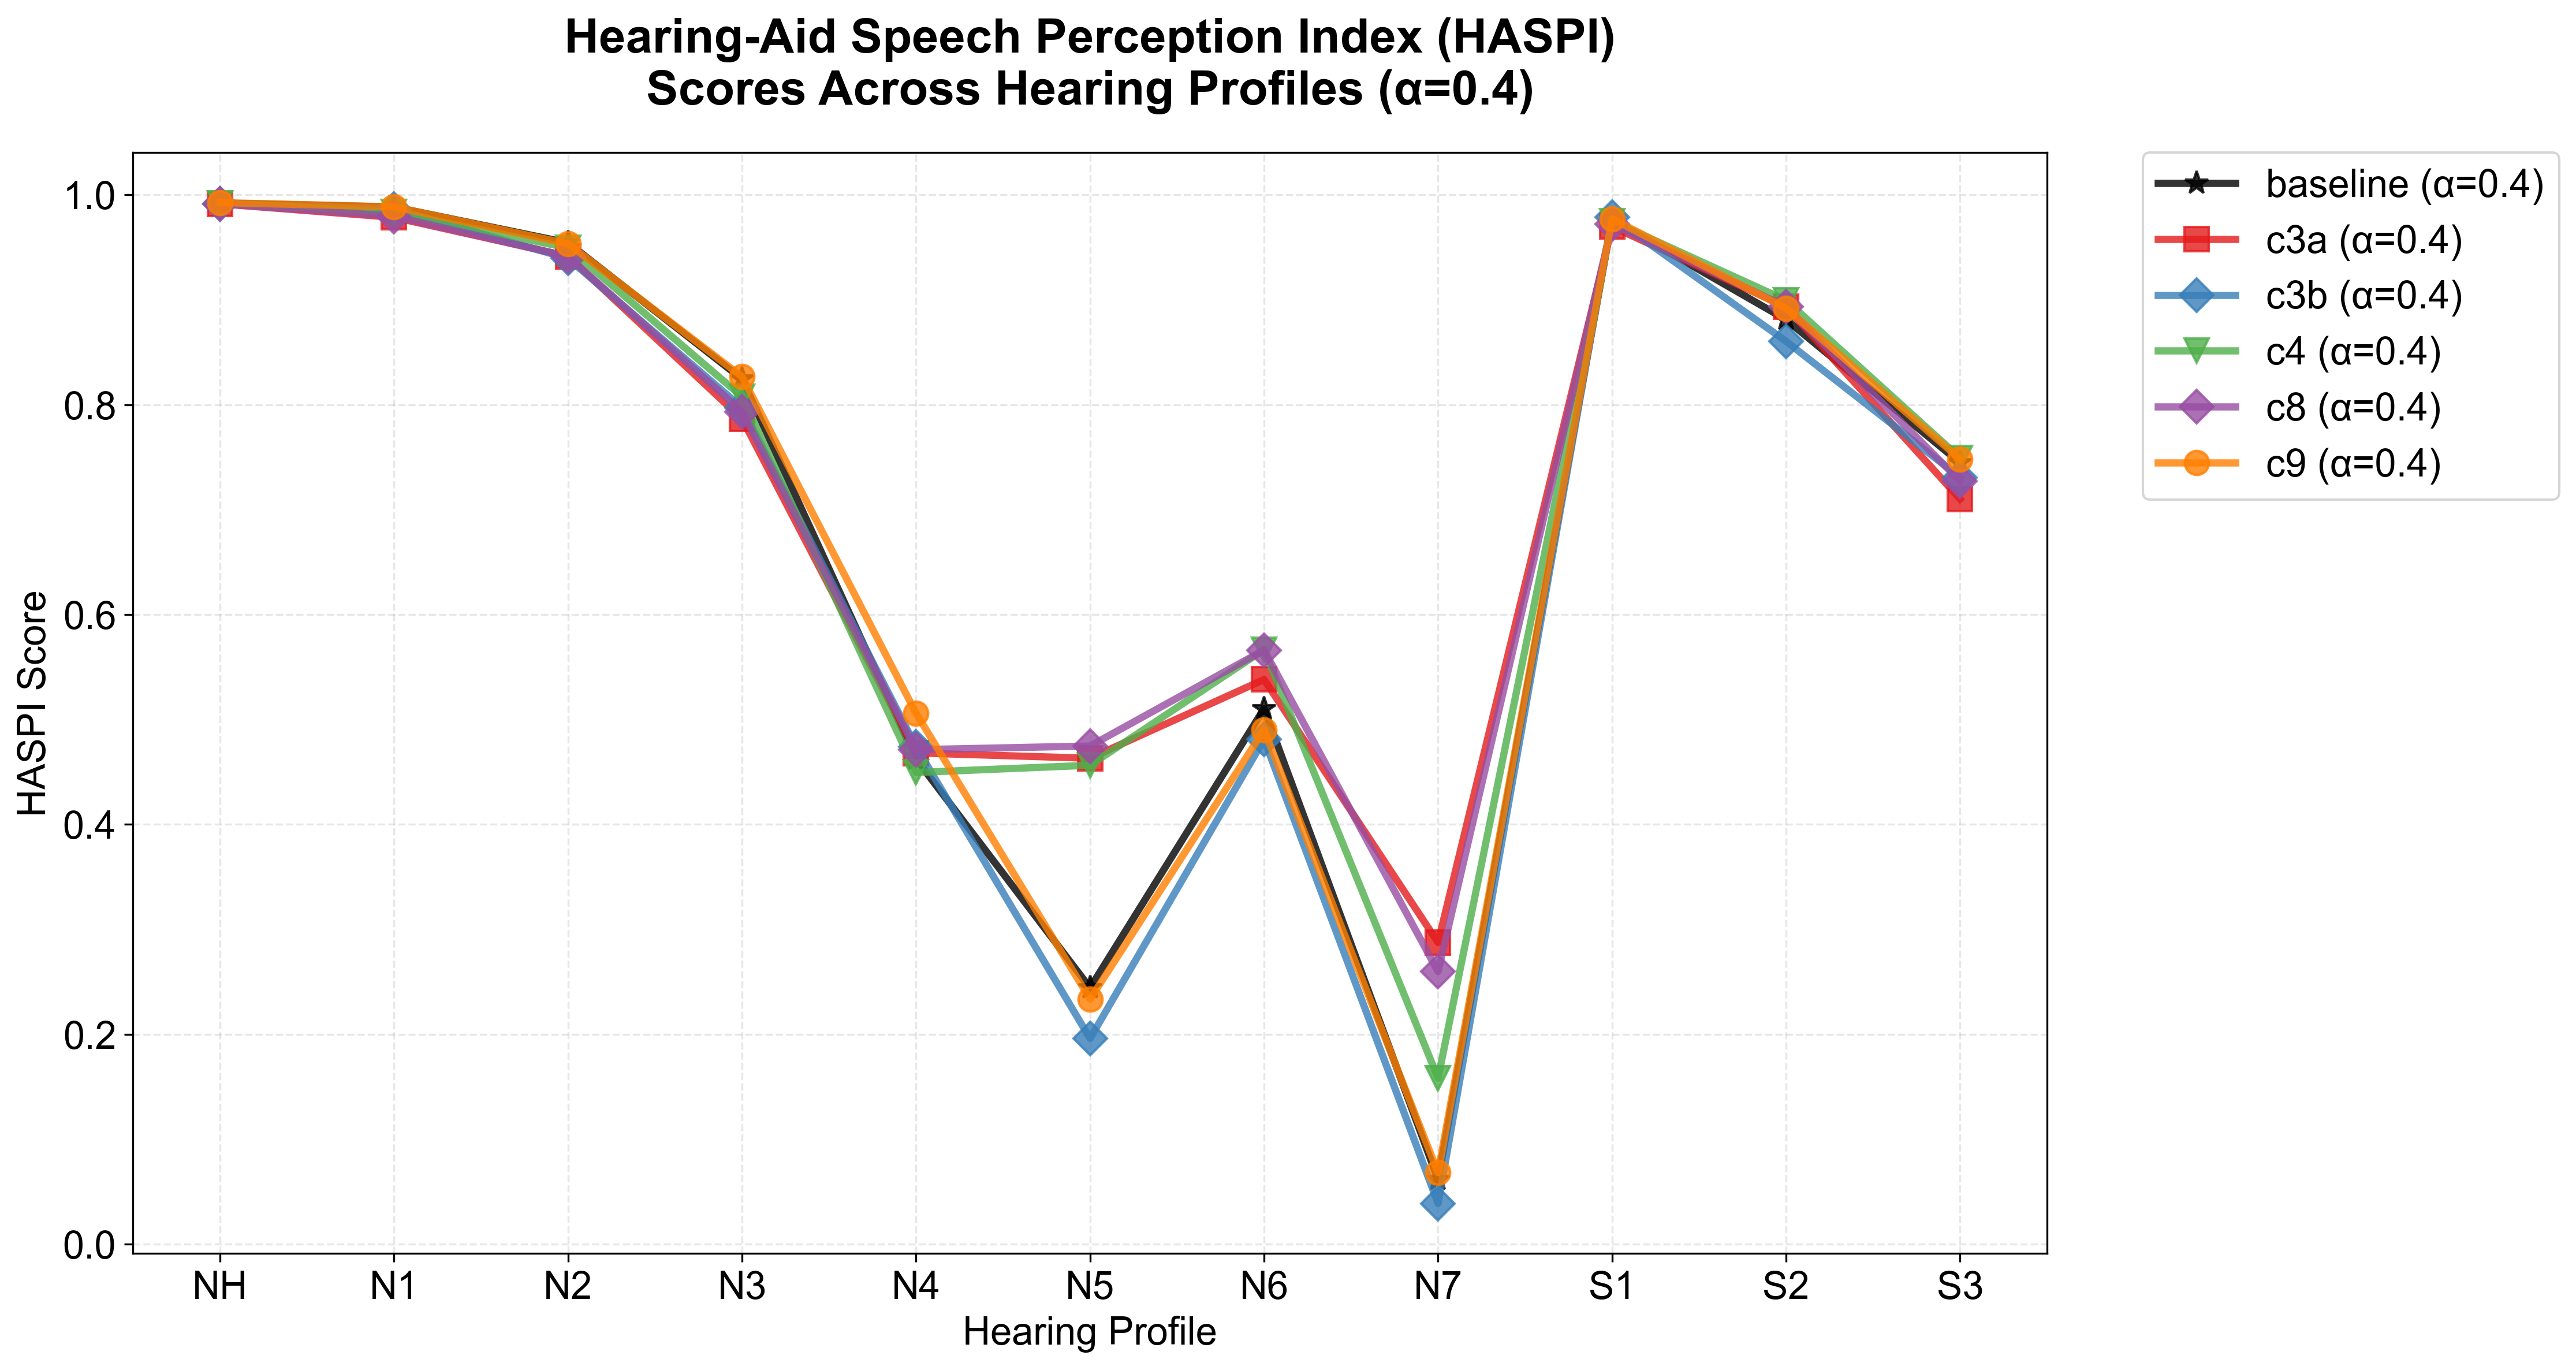 Hearing-Aid Speech Perception Index (HASPI)
Scores Across Hearing Profiles (α=0.4)
HASPI Score
1.0
0.8
0.6
0.4
0.2
0.0
NH N1 N2 N3 N4 N5 N6 N7 S1 S2 S3
Hearing Profile
baseline (α=0.4)
c3a (α=0.4)
c3b (α=0.4)
c4 (α=0.4)
c8 (α=0.4)
c9 (α=0.4)